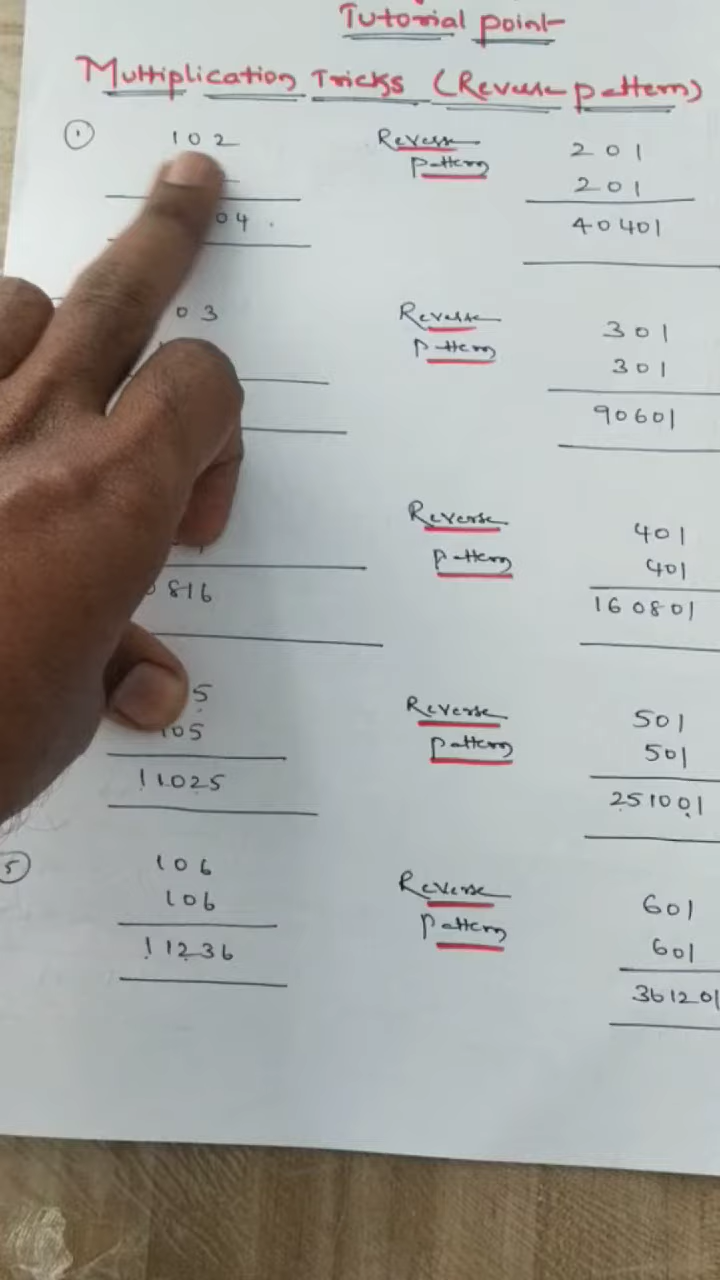 Tutorial point
Multiplication Tricks (Reverse pattern)
① 102
04
Reverse
pattern
201
201
40401
03
Reverse
pattern
301
301
90601
816
Reverse
pattern
401
401
160801
5
105
11025
Reverse
pattern
501
501
251001
⑤ 106
106
11236
Reverse
pattern
601
601
361201